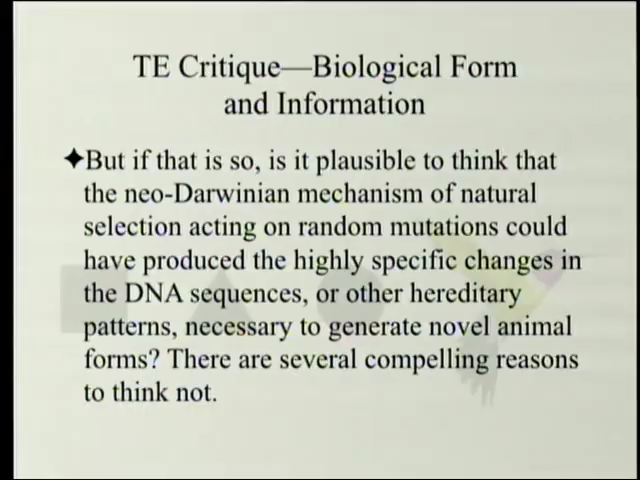 TE Critique—Biological Form
and Information
✦But if that is so, is it plausible to think that
the neo-Darwinian mechanism of natural
selection acting on random mutations could
have produced the highly specific changes in
the DNA sequences, or other hereditary
patterns, necessary to generate novel animal
forms? There are several compelling reasons
to think not.